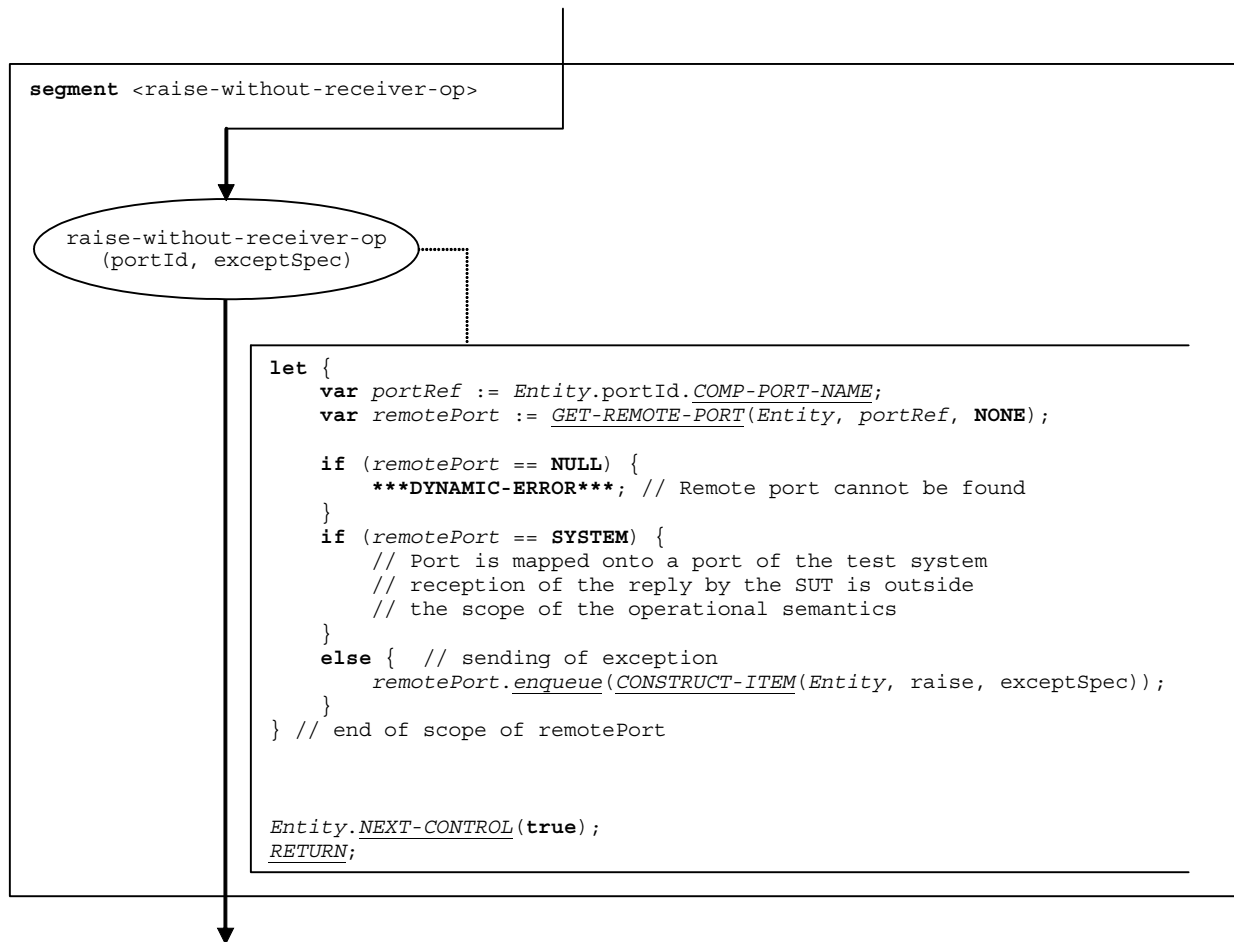 segment <raise-without-receiver-op>
raise-without-receiver-op
(portId, exceptSpec)
let {
var portRef := Entity.portId.COMP-PORT-NAME;
var remotePort := GET-REMOTE-PORT(Entity, portRef, NONE);
if (remotePort == NULL) {
***DYNAMIC-ERROR***; // Remote port cannot be found
}
if (remotePort == SYSTEM) {
// Port is mapped onto a port of the test system
// reception of the reply by the SUT is outside
// the scope of the operational semantics
}
else {  // sending of exception
remotePort.enqueue(CONSTRUCT-ITEM(Entity, raise, exceptSpec));
}
} // end of scope of remotePort
Entity.NEXT-CONTROL(true);
RETURN;